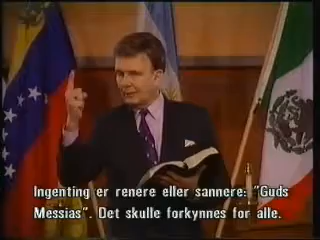 Ingenting er renere eller sannere: "Guds
Messias". Det skulle forkynnes for alle.